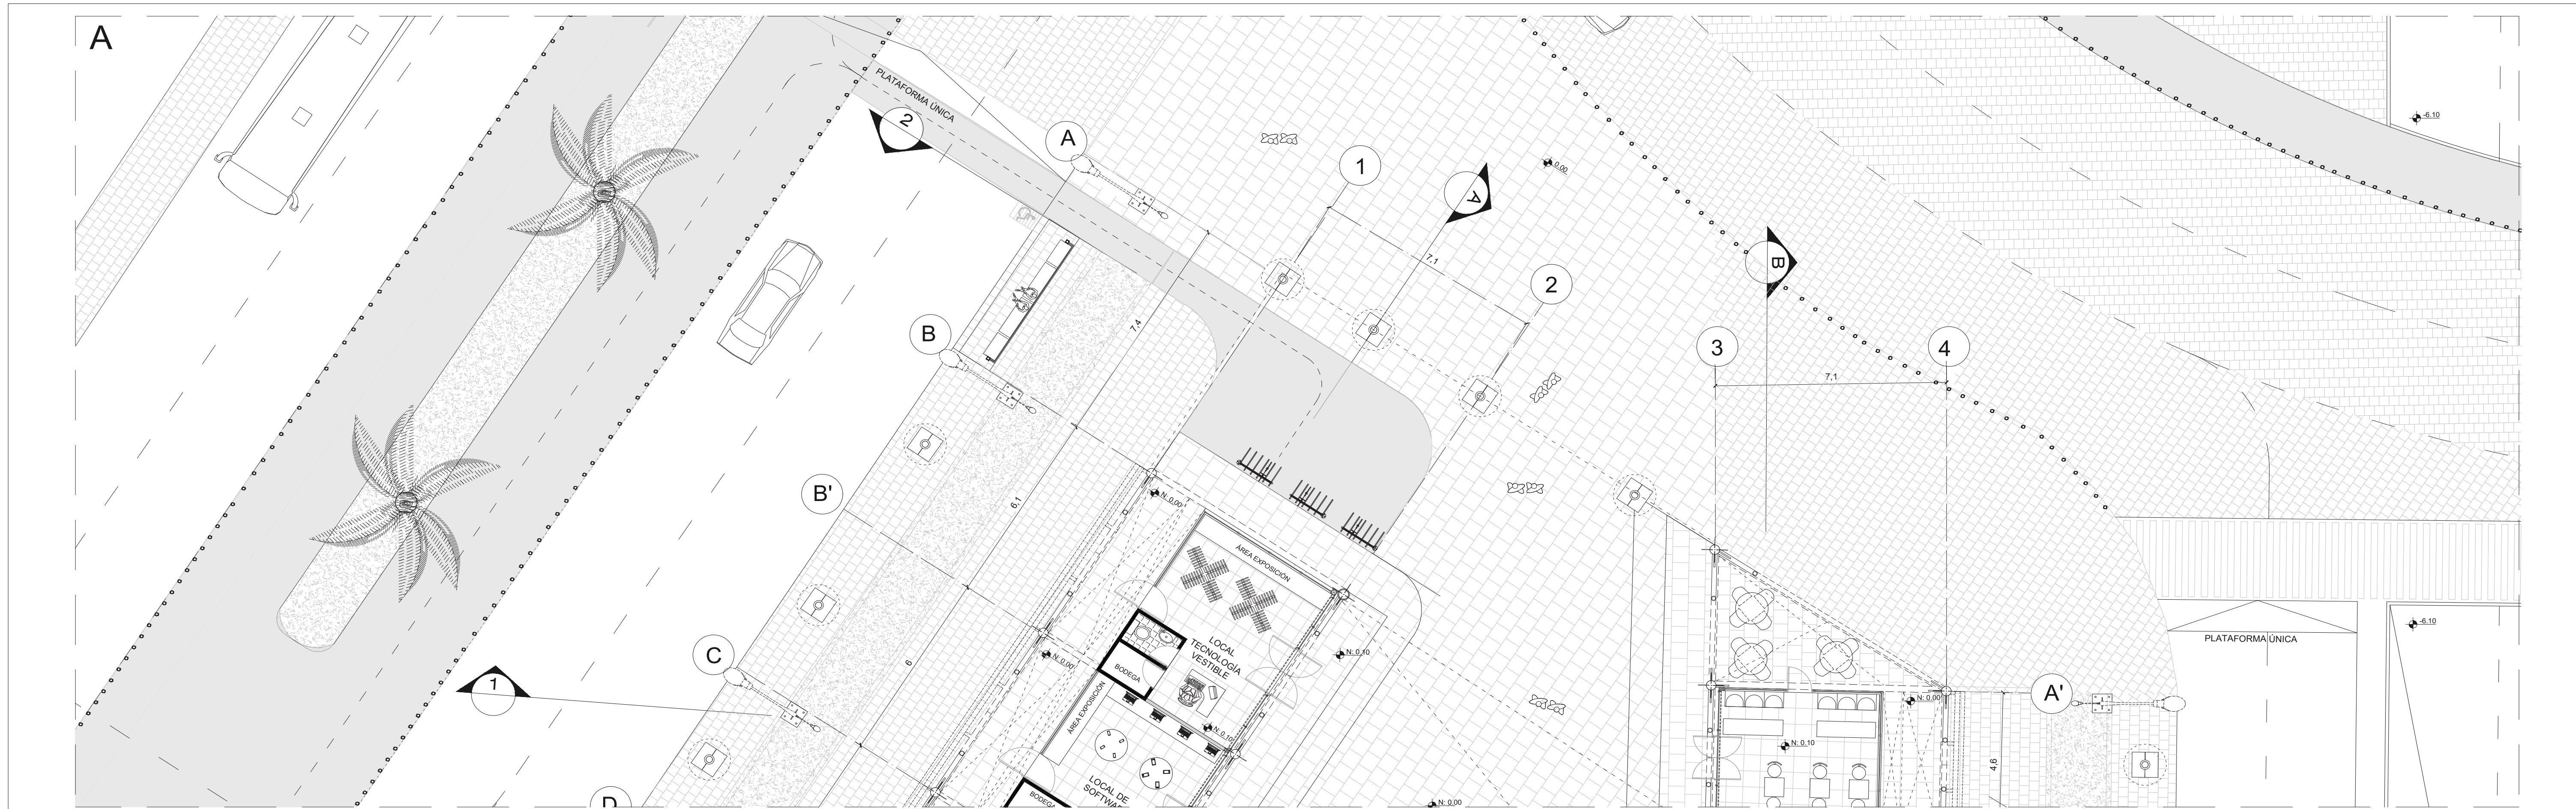 A
PLATAFORMA ÚNICA
2
A
1
A
0.00
-6.10
7,1
2
B
B
7,4
3
4
7,1
B'
6,1
N: 0.00
ÁREA EXPOSICIÓN
C
6
N: 0.00
BODEGA
LOCAL
TECNOLOGÍA
VESTIBLE
N: 0.10
1
ÁREA EXPOSICIÓN
N: 0.10
N: 0.00
A'
PLATAFORMA ÚNICA
-6.10
N: 0.10
4,6
D
BODEGA
LOCAL DE
SOFTWA
N: 0.00